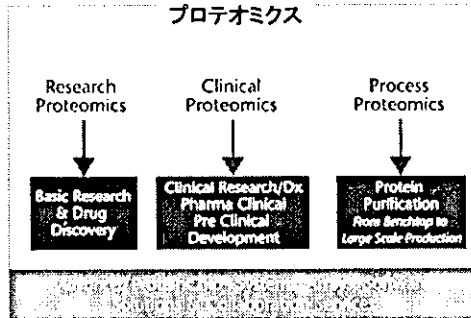 プロテオミクス
Research
Proteomics
Clinical
Proteomics
Process
Proteomics
Basic Research
& Drug
Discovery
Clinical Research/Dx
Pharma Clinical
Pre Clinical
Development
Protein
Purification
From Benchtop to
Large Scale Production